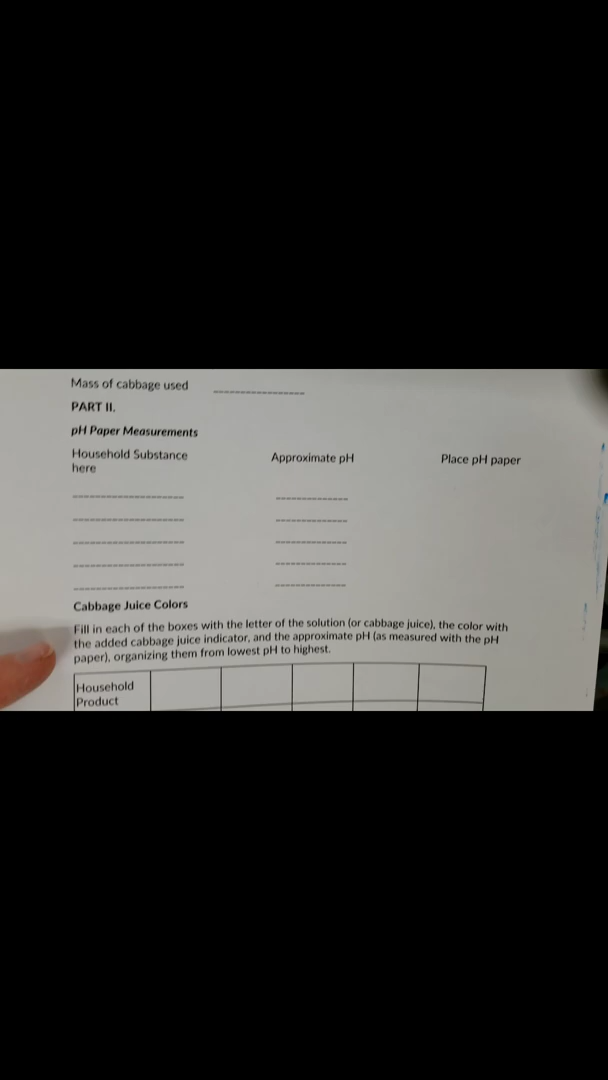 Mass of cabbage used ------------------
PART II.
pH Paper Measurements
Household Substance Approximate pH Place pH paper
here
Cabbage Juice Colors
Fill in each of the boxes with the letter of the solution (or cabbage juice), the color with
the added cabbage juice indicator, and the approximate pH (as measured with the pH
paper), organizing them from lowest pH to highest.
Household
Product